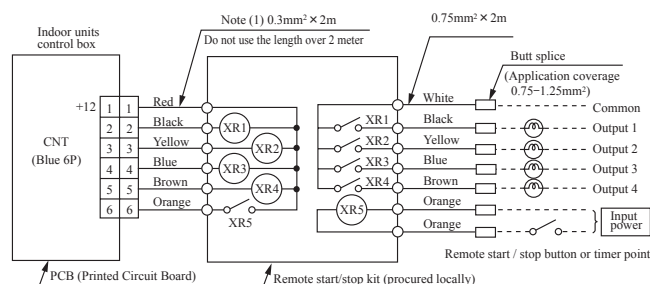 Note (1) 0.3mm² × 2m
Do not use the length over 2 meter
0.75mm² × 2m
Indoor units
control box
Butt splice
(Application coverage
0.75−1.25mm²)
+12
CNT
(Blue 6P)
1 1 Red
2 2 Black
3 3 Yellow
4 4 Blue
5 5 Brown
6 6 Orange
XR1
XR2
XR3
XR4
XR5
XR1
XR2
XR3
XR4
XR5
White
Black
Yellow
Blue
Brown
Orange
Orange
Common
Output 1
Output 2
Output 3
Output 4
Input
power
Remote start / stop button or timer point
PCB (Printed Circuit Board)
Remote start/stop kit (procured locally)